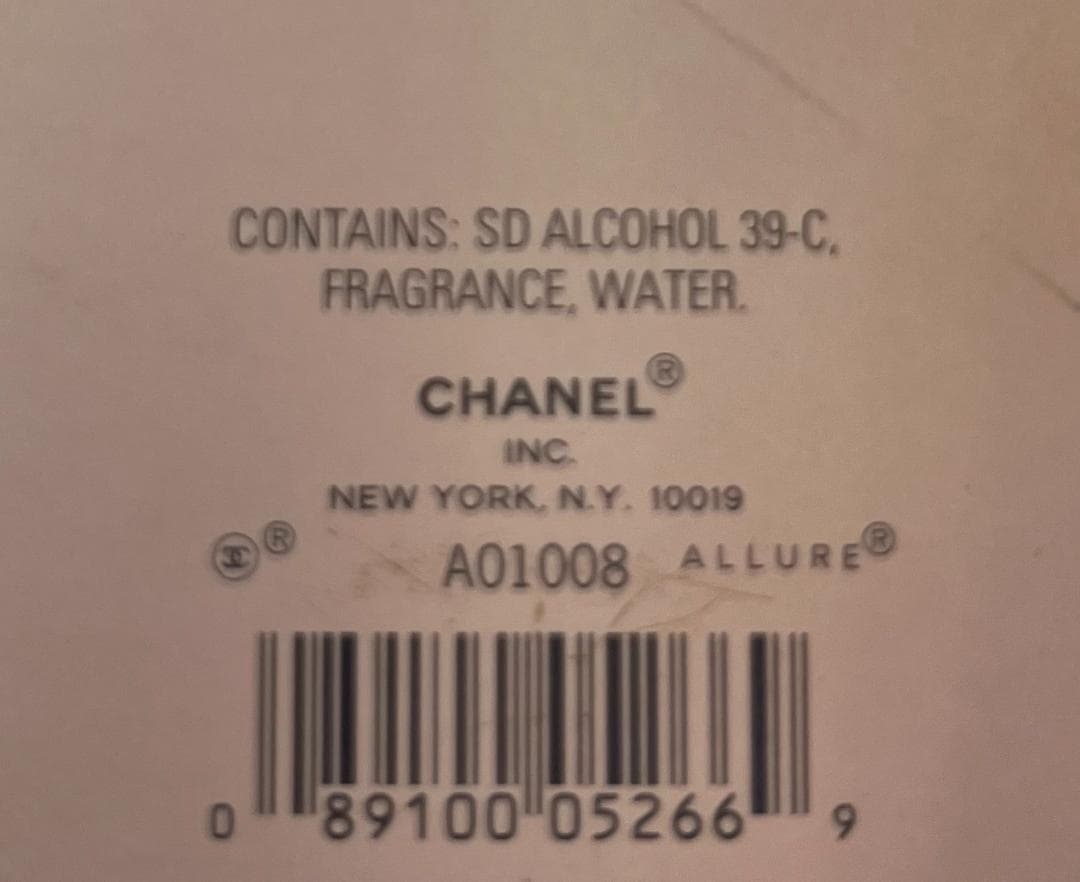 CONTAINS: SD ALCOHOL 39-C,
FRAGRANCE, WATER.
CHANEL®
INC.
NEW YORK, N.Y. 10019
® A01008 ALLURE®
0 89100 05266 9